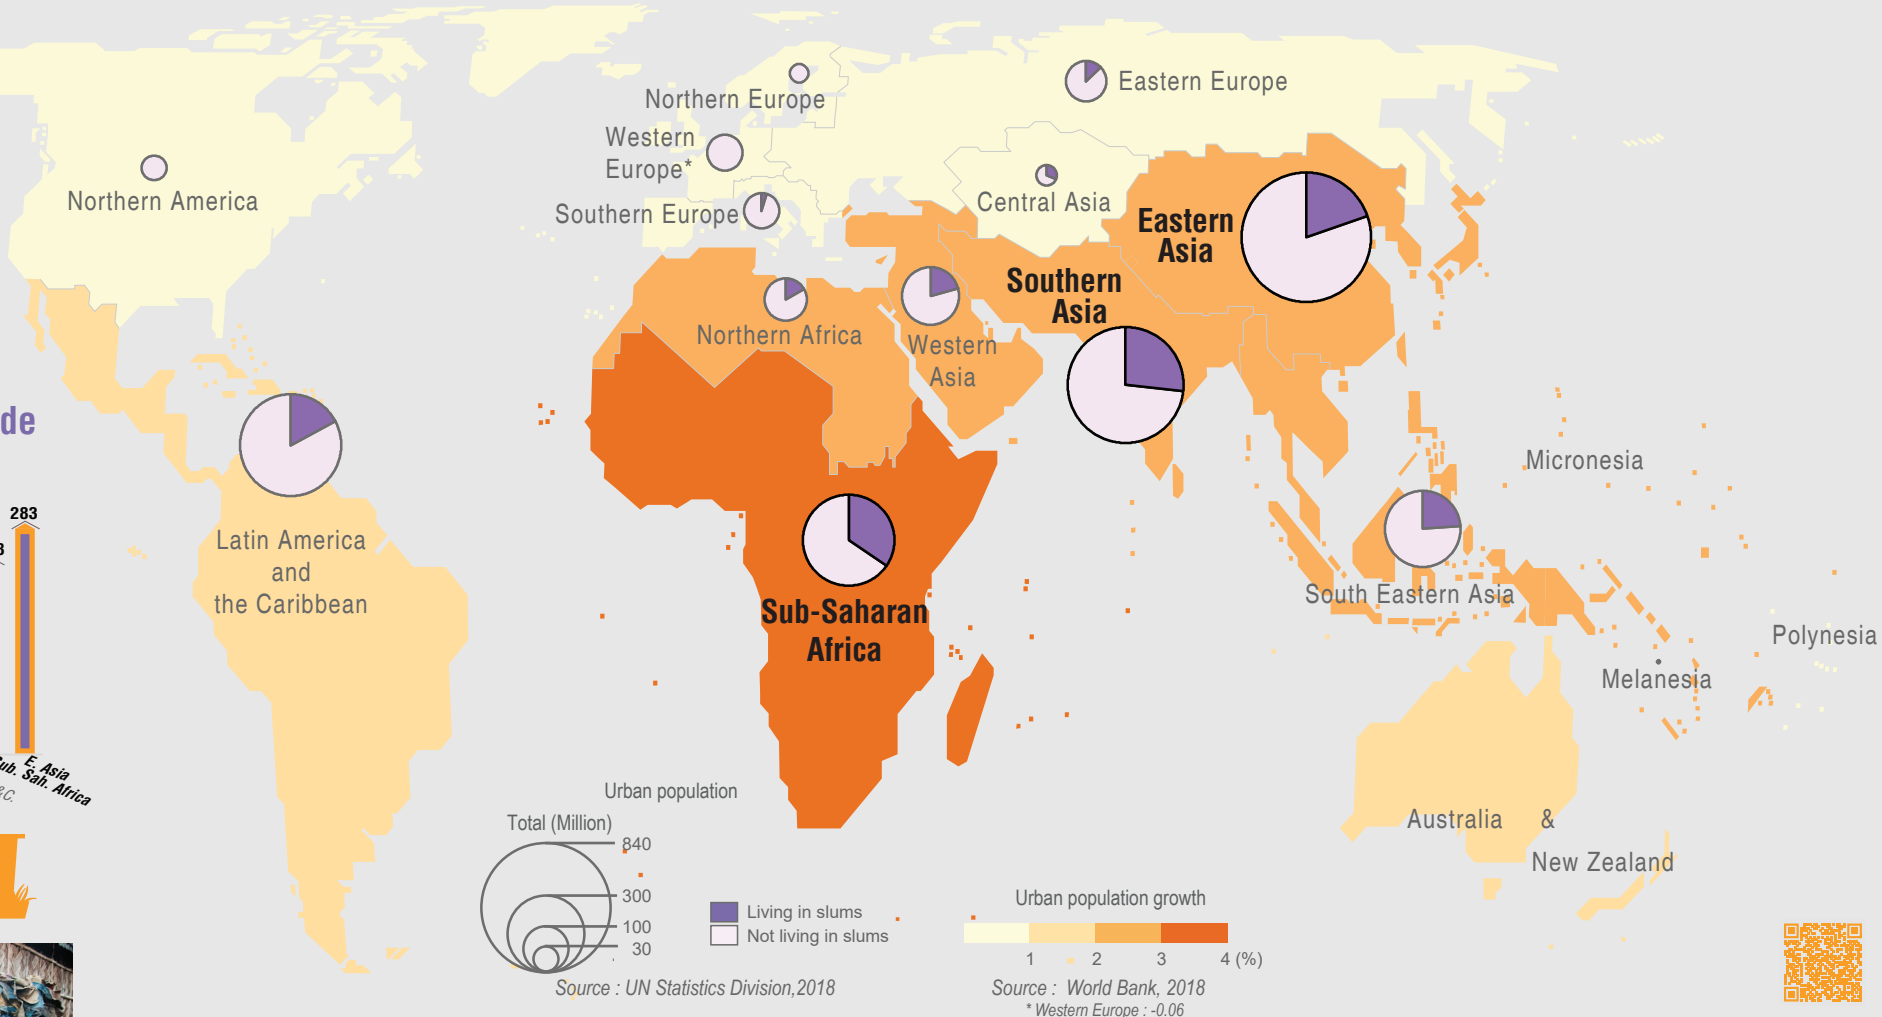 Northern Europe
Eastern Europe
Western
Europe*
Northern America
Southern Europe
Central Asia
Eastern
Asia
Southern
Asia
Northern Africa
Western
Asia
de
Micronesia
283
Latin America
and
the Caribbean
South Eastern Asia
Sub-Saharan
Africa
Polynesia
Melanesia
E. Asia
Sub. Sah. Africa
&C.
Urban population
Total (Million)
840
300
100
30
Living in slums
Not living in slums
Source : UN Statistics Division,2018
Urban population growth
1 2 3 4 (%)
Source : World Bank, 2018
* Western Europe : -0.06
Australia &
New Zealand